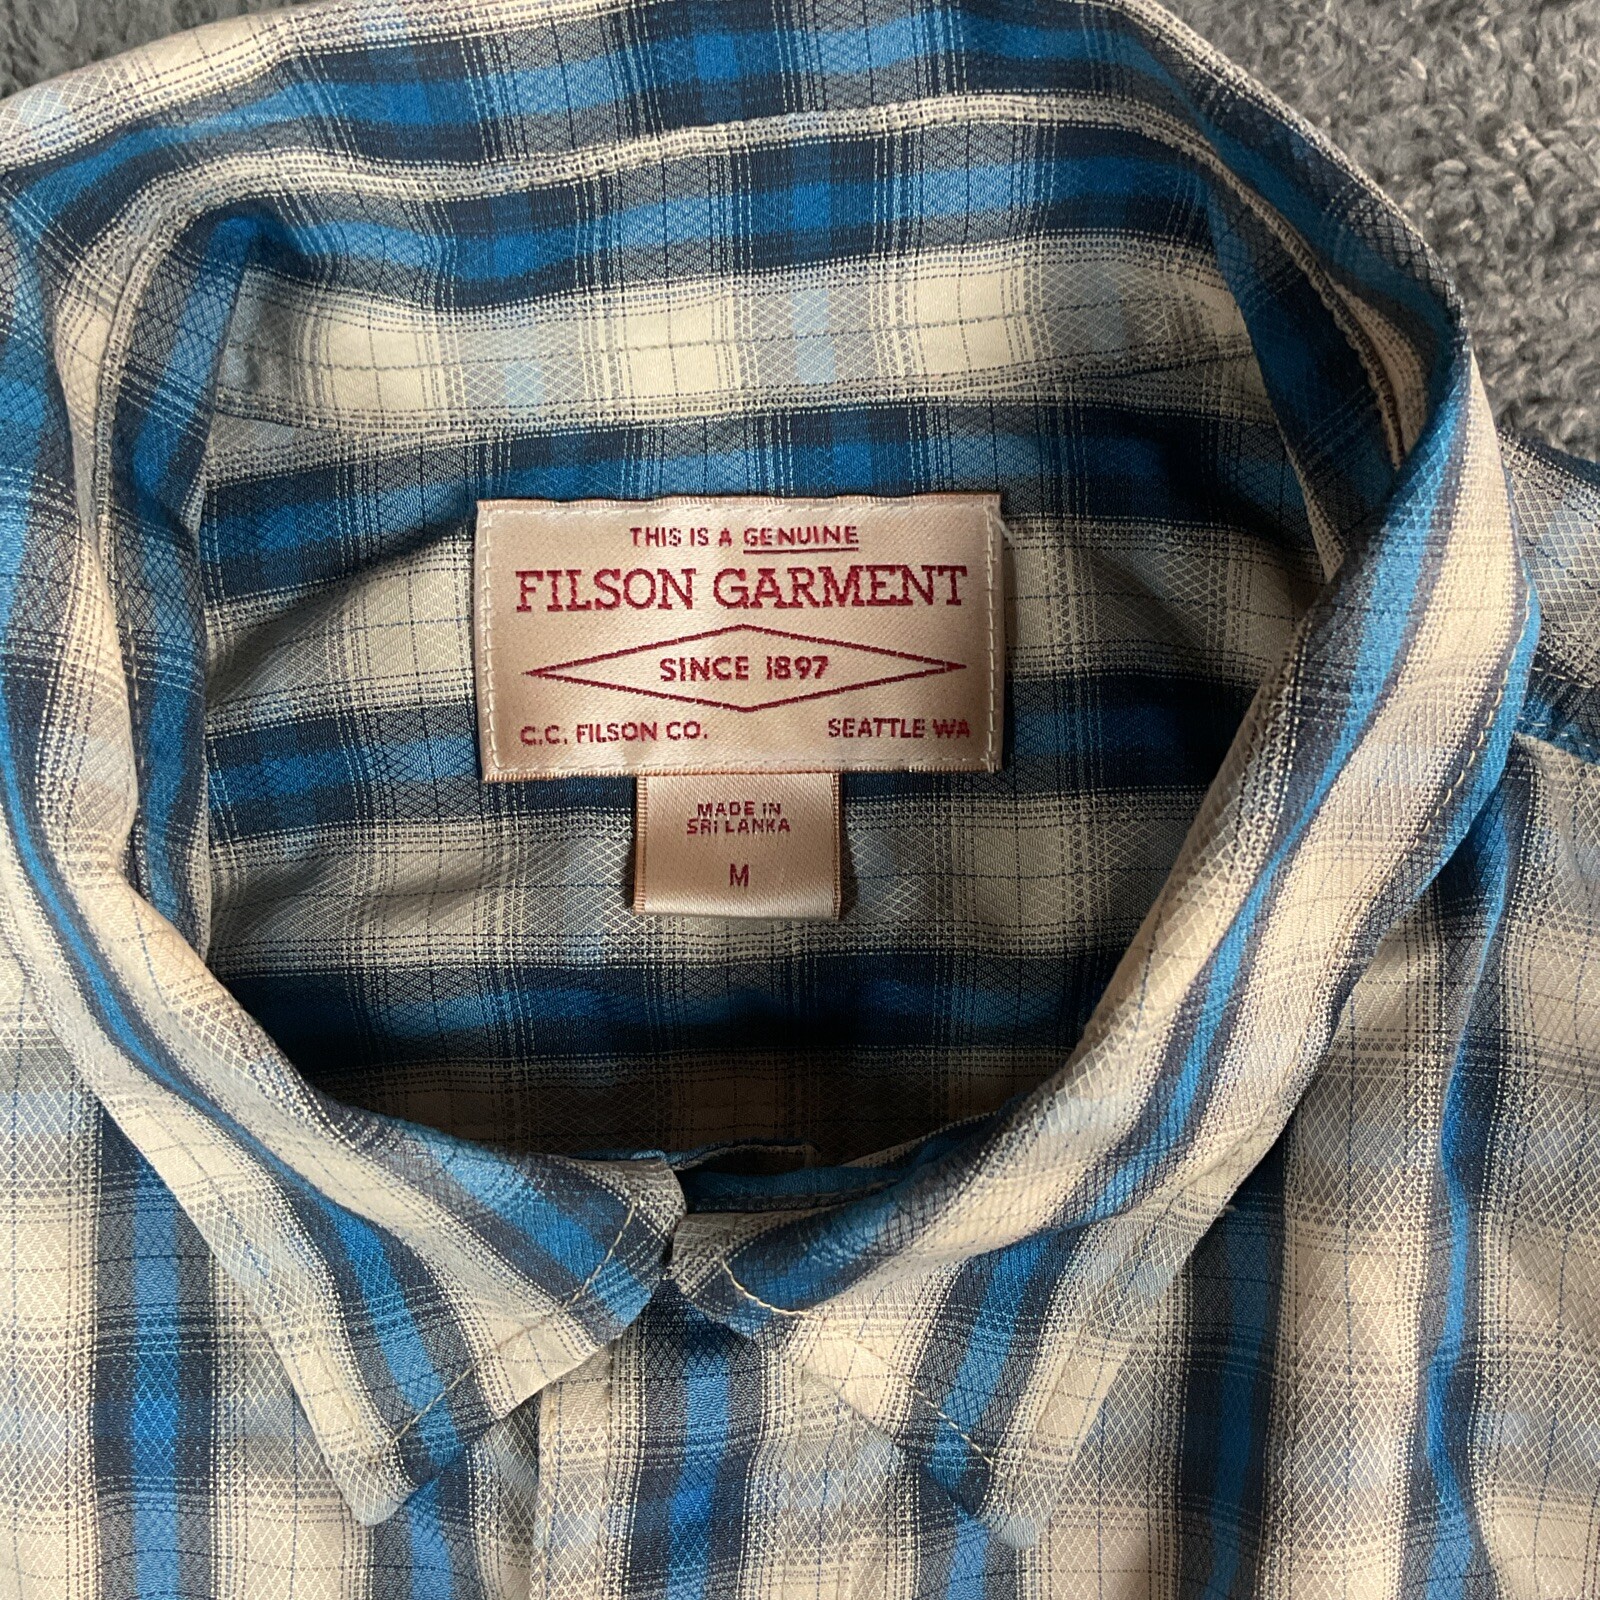 THIS IS A GENUINE
FILSON GARMENT
SINCE 1897
C.C. FILSON CO. SEATTLE WA
MADE IN
SRI LANKA
M